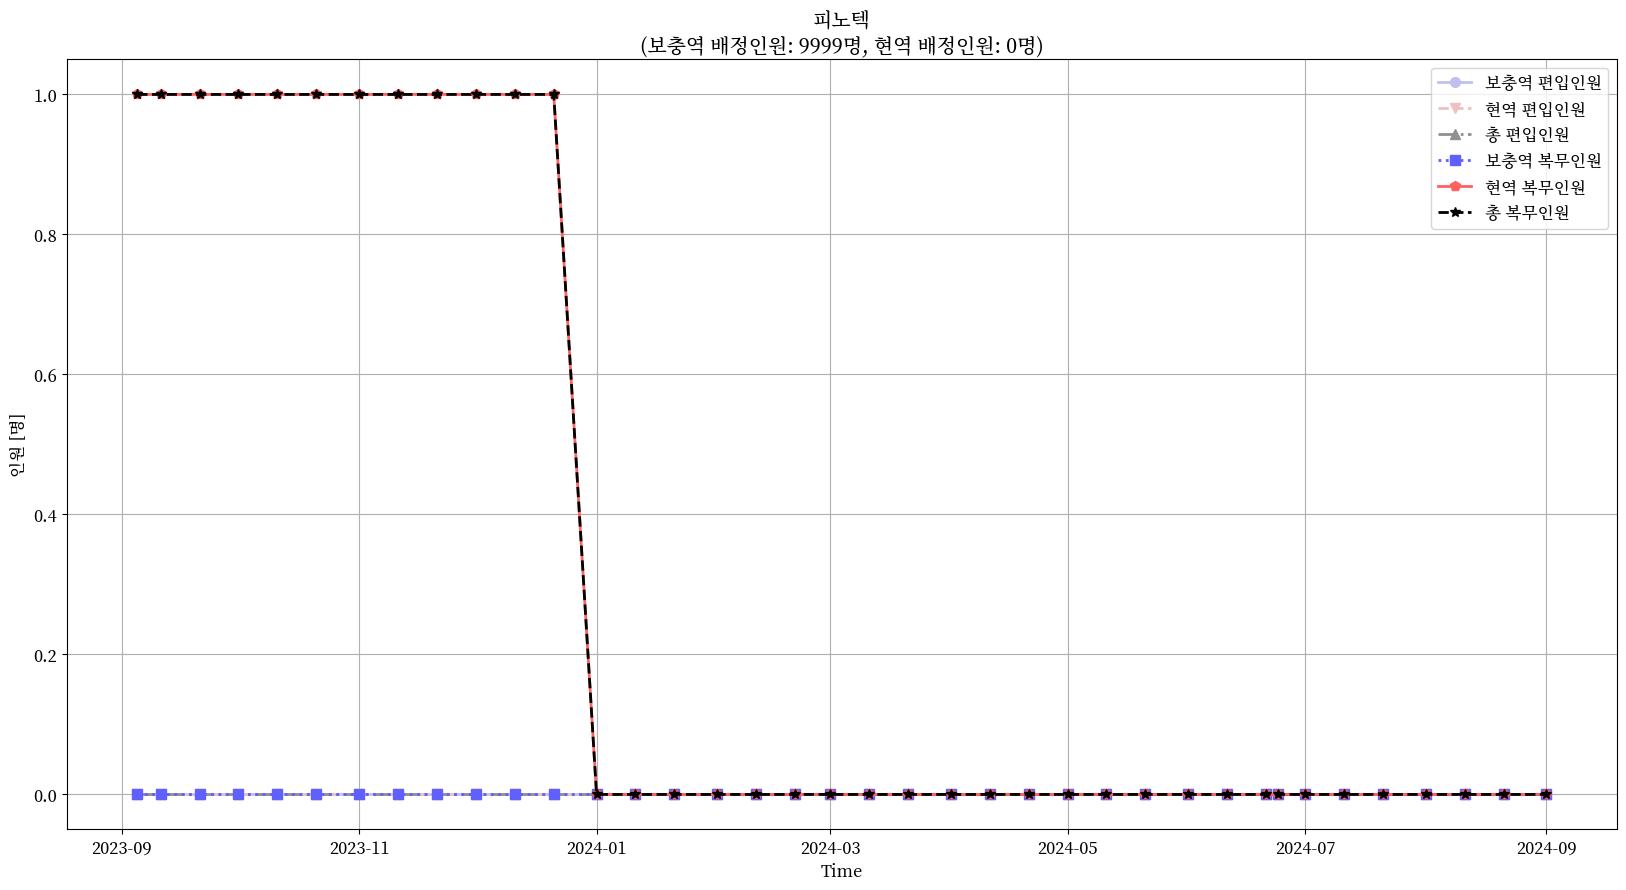 피노텍
(보충역 배정인원: 9999명, 현역 배정인원: 0명)
보충역 편입인원
현역 편입인원
총 편입인원
보충역 복무인원
현역 복무인원
총 복무인원
인원 [명]
1.0
0.8
0.6
0.4
0.2
0.0
2023-09
2023-11
2024-01
2024-03
2024-05
2024-07
2024-09
Time